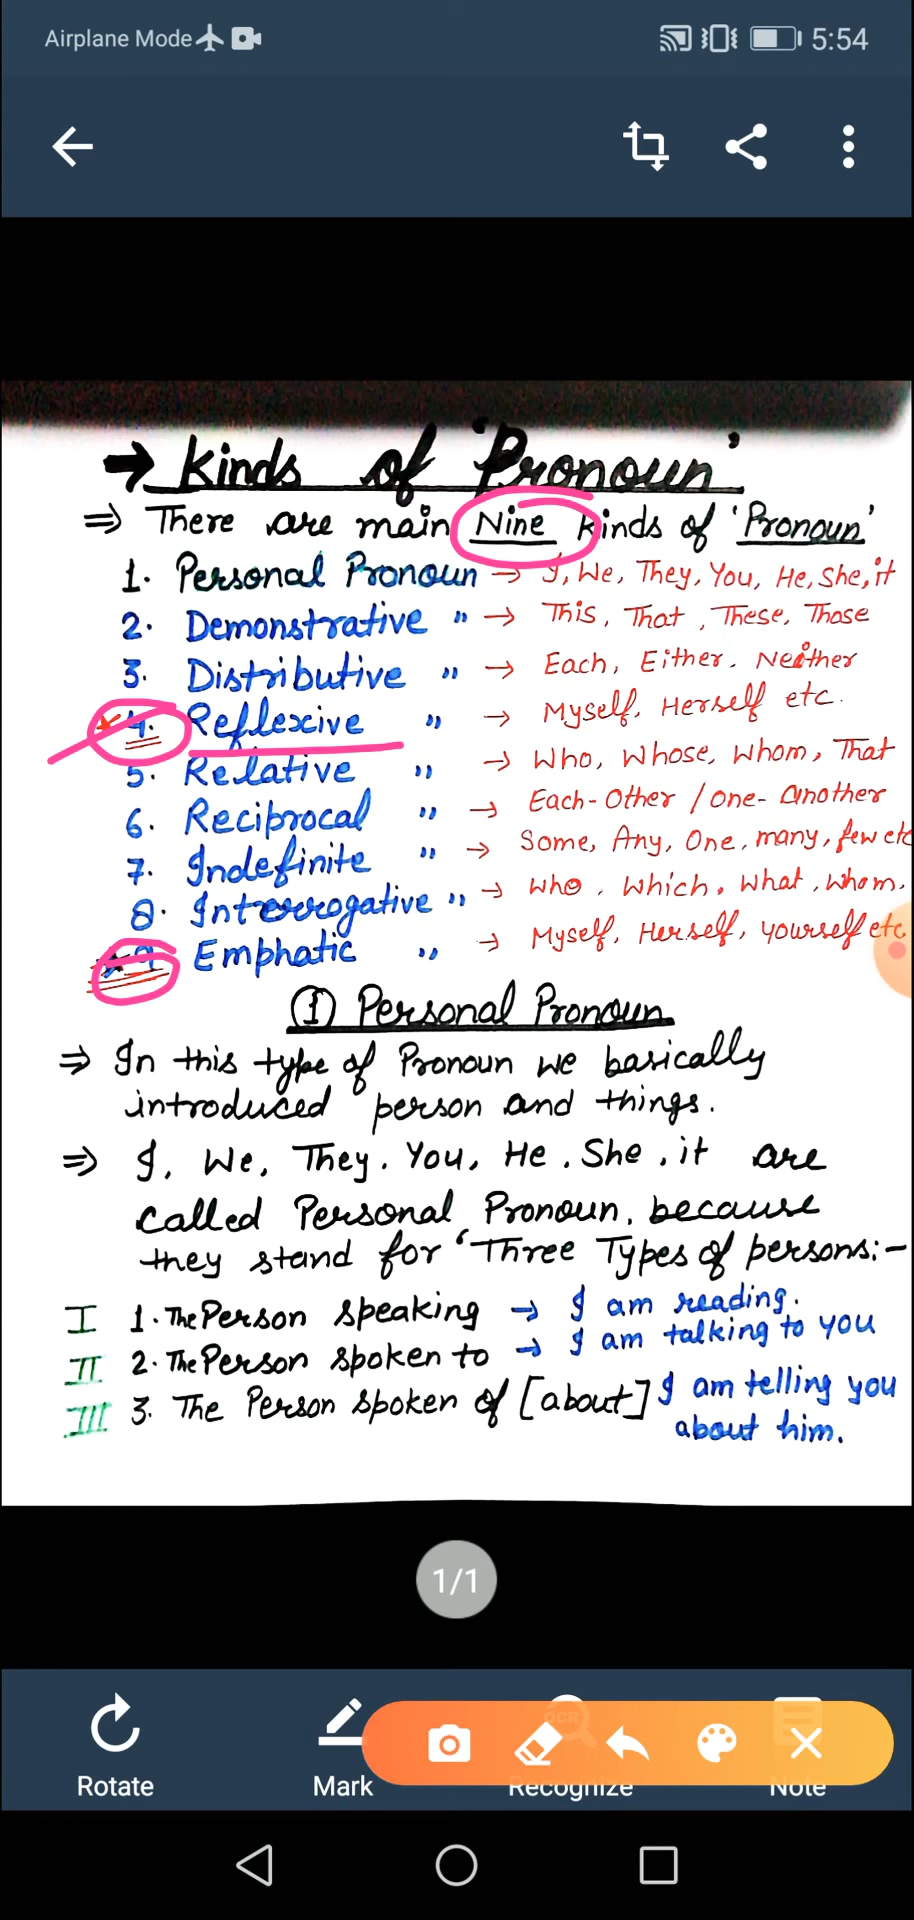 Airplane Mode 5:54
→ Kinds of 'Pronoun'
⇒ There are main Nine kinds of 'Pronoun'
1. Personal Pronoun → I, We, They, You, He, She, it
2. Demonstrative " → This, That, These, Those
3. Distributive " → Each, Either, Neither
4. Reflexive " → Myself, Herself etc.
5. Relative " → Who, Whose, Whom, That
6. Reciprocal " → Each-Other / One-Another
7. Indefinite " → Some, Any, One, many, few etc
8. Interrogative " → Who, Which, What, Whom.
9 Emphatic " → Myself, Herself, Yourself etc
① Personal Pronoun
⇒ In this type of Pronoun we basically
introduced person and things.
⇒ I, We, They, You, He, She, it are
called Personal Pronoun, because
they stand for 'Three Types of persons:-
I 1. The Person speaking → I am reading.
II 2. The Person spoken to → I am talking to you
III 3. The Person spoken of [about] I am telling you
about him.
1/1
OCR
Rotate Mark Recognize Note